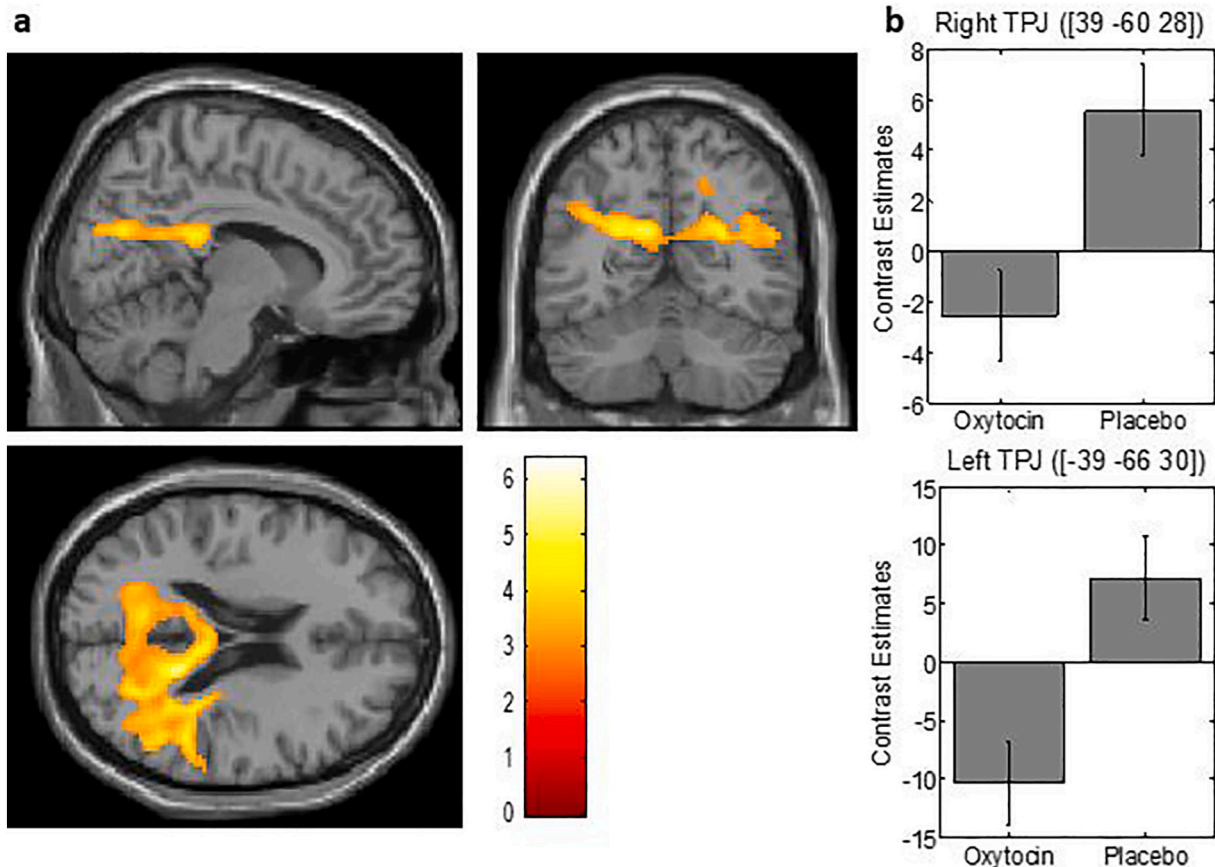 a
6
5
4
3
2
1
0
b
Right TPJ ([39 -60 28])
Contrast Estimates
8
6
4
2
0
-2
-4
-6
Oxytocin Placebo
Left TPJ ([-39 -66 30])
Contrast Estimates
15
10
5
0
-5
-10
-15
Oxytocin Placebo